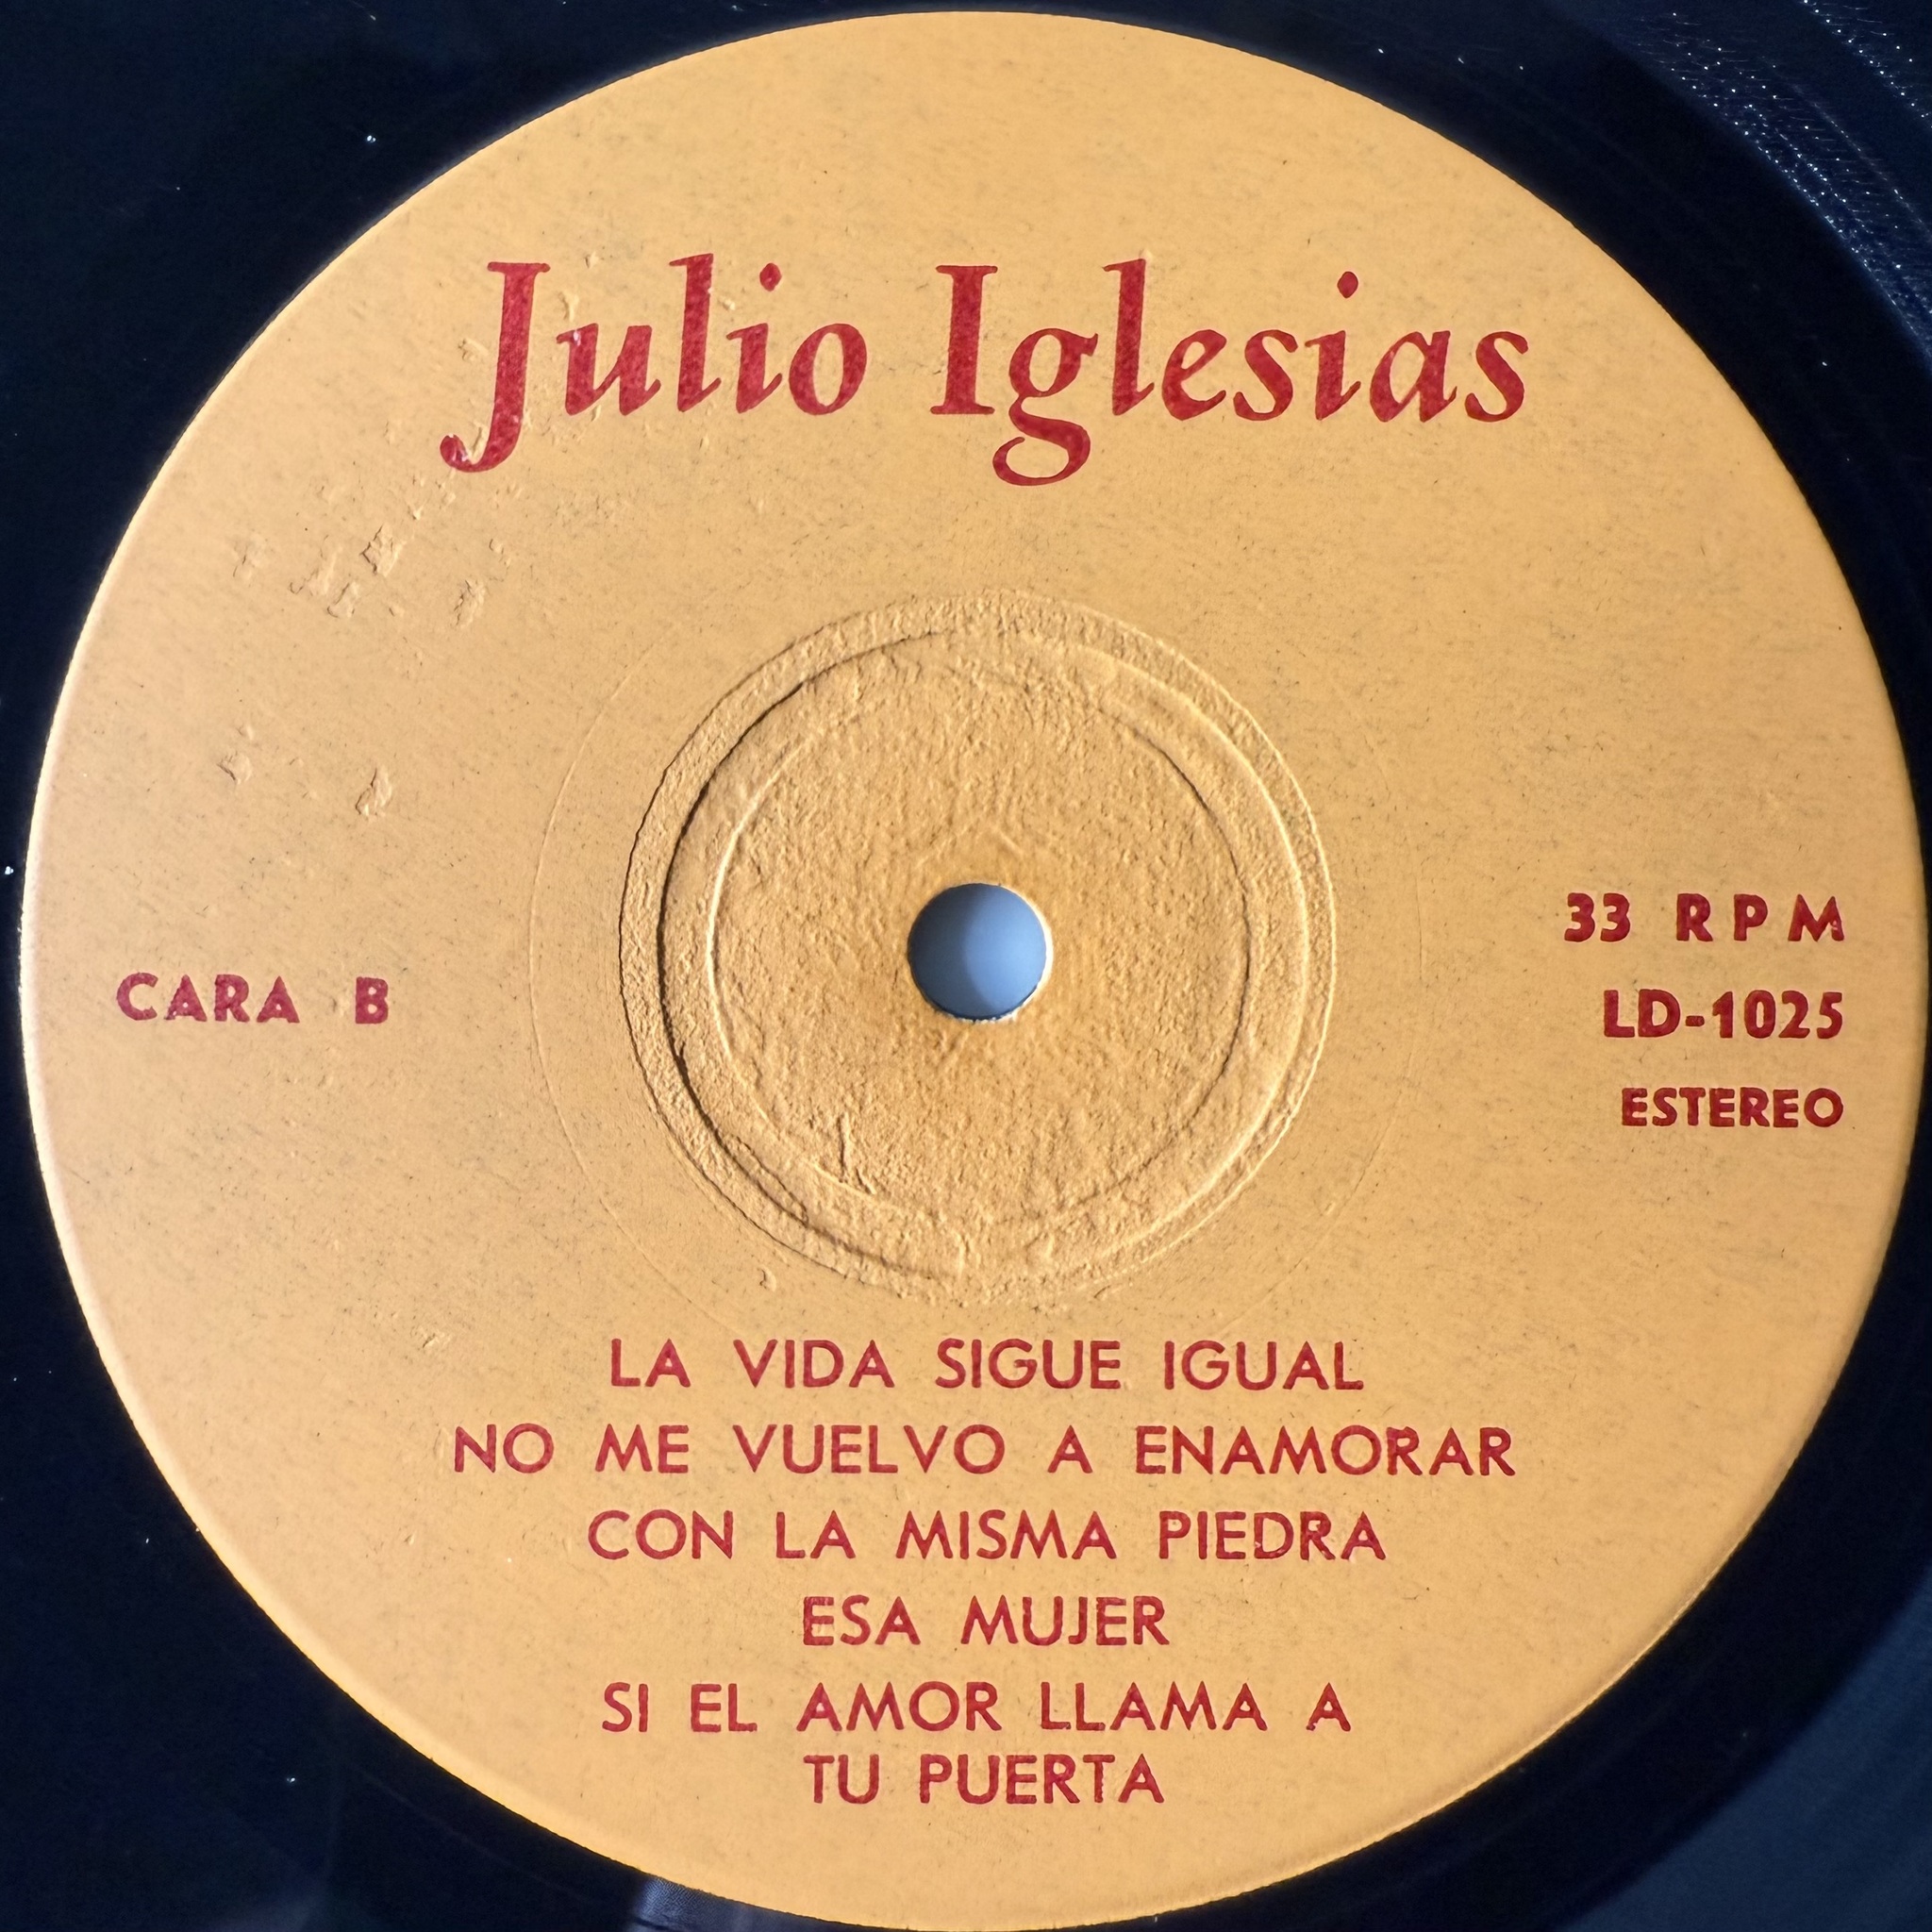 Julio Iglesias
CARA B
33 RPM
LD-1025
ESTEREO
LA VIDA SIGUE IGUAL
NO ME VUELVO A ENAMORAR
CON LA MISMA PIEDRA
ESA MUJER
SI EL AMOR LLAMA A
TU PUERTA